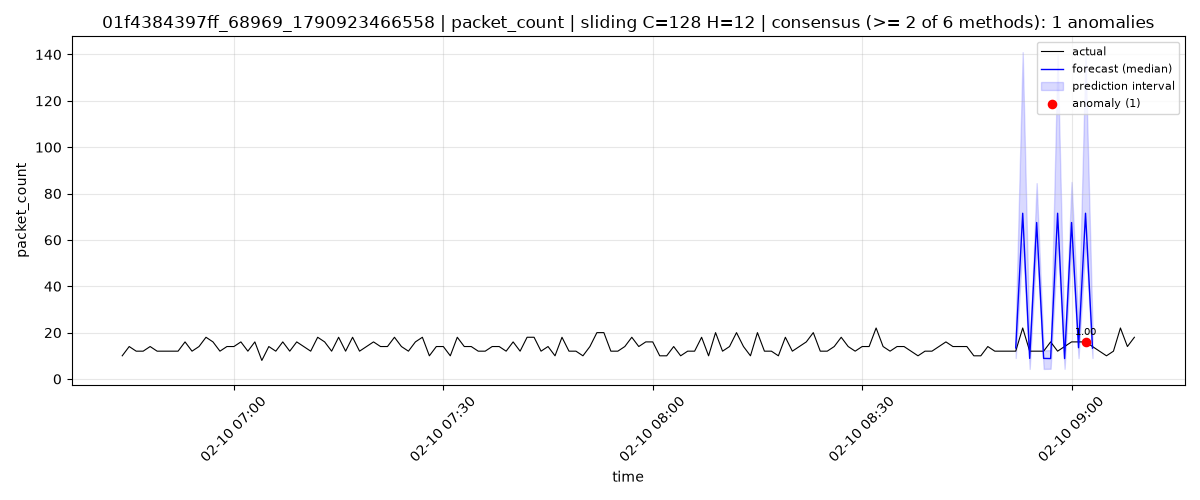 01f4384397ff_68969_1790923466558 | packet_count | sliding C=128 H=12 | consensus (>= 2 of 6 methods): 1 anomalies
actual
forecast (median)
prediction interval
anomaly (1)
packet_count
140
120
100
80
60
40
20
0
1.00
02-10 07:00
02-10 07:30
02-10 08:00
02-10 08:30
02-10 09:00
time